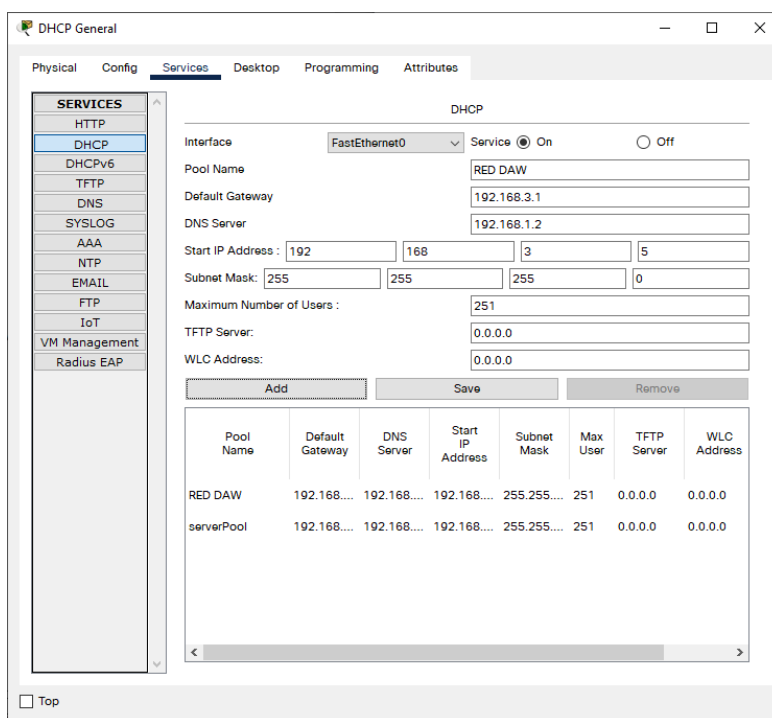 DHCP General
Physical Config Services Desktop Programming Attributes
SERVICES
HTTP
DHCP
DHCPv6
TFTP
DNS
SYSLOG
AAA
NTP
EMAIL
FTP
IoT
VM Management
Radius EAP
DHCP
Interface FastEthernet0 Service On Off
Pool Name RED DAW
Default Gateway 192.168.3.1
DNS Server 192.168.1.2
Start IP Address : 192 168 3 5
Subnet Mask: 255 255 255 0
Maximum Number of Users : 251
TFTP Server: 0.0.0.0
WLC Address: 0.0.0.0
Add Save Remove
Pool Name Default Gateway DNS Server Start IP Address Subnet Mask Max User TFTP Server WLC Address
RED DAW 192.168.... 192.168.... 192.168.... 255.255.... 251 0.0.0.0 0.0.0.0
serverPool 192.168.... 192.168.... 192.168.... 255.255.... 251 0.0.0.0 0.0.0.0
Top